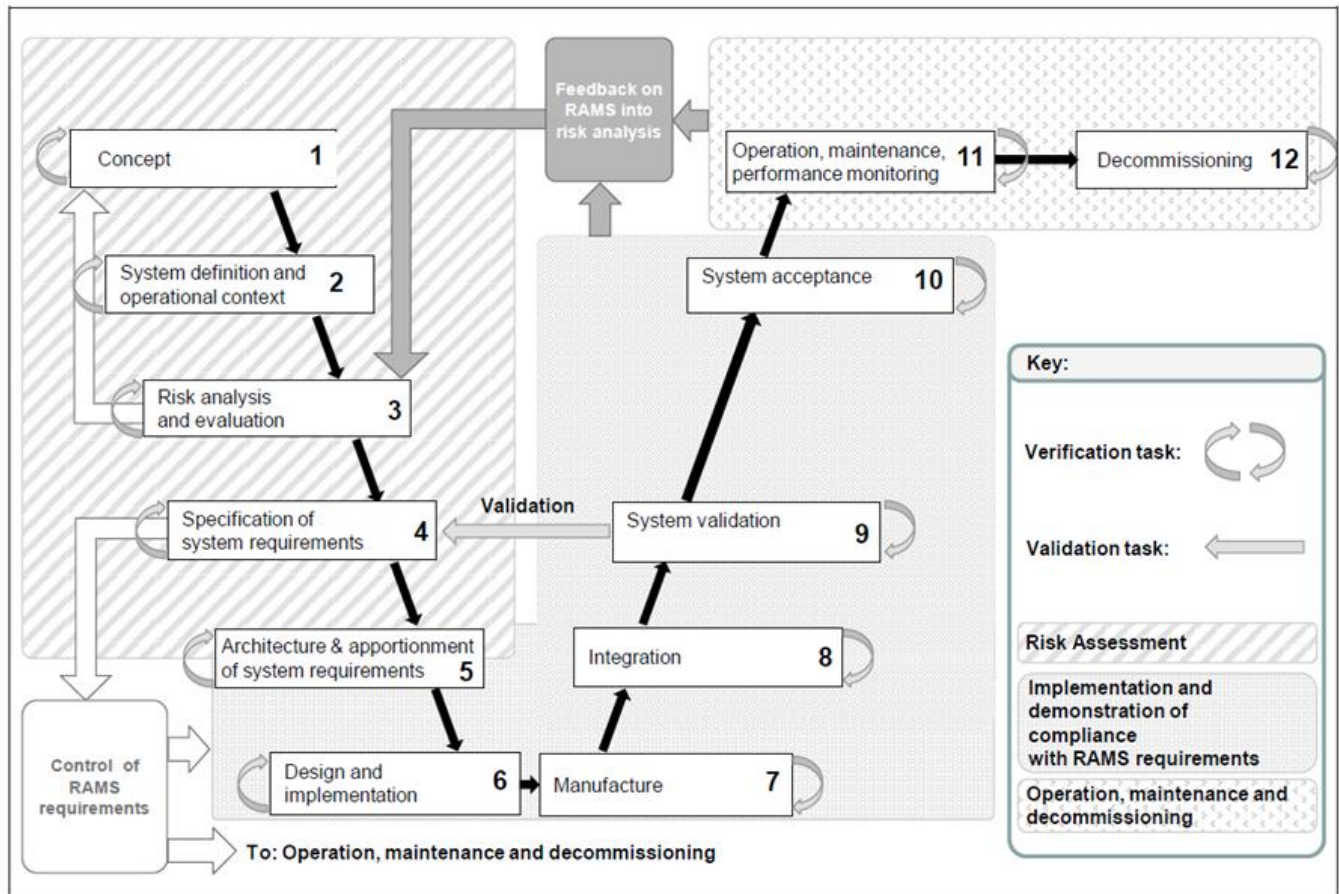 Concept 1
System definition and
operational context 2
Risk analysis
and evaluation 3
Specification of
system requirements 4
Architecture & apportionment
of system requirements 5
Design and
implementation 6
Manufacture 7
Integration 8
Validation
System validation 9
System acceptance 10
Operation, maintenance,
performance monitoring 11
Decommissioning 12
Feedback on
RAMS into
risk analysis
Control of
RAMS
requirements
To: Operation, maintenance and decommissioning
Key:
Verification task:
Validation task:
Risk Assessment
Implementation and
demonstration of
compliance
with RAMS requirements
Operation, maintenance and
decommissioning